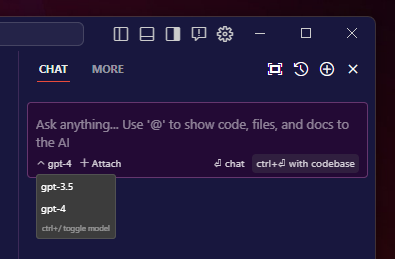 CHAT MORE
Ask anything... Use '@' to show code, files, and docs to
the AI
gpt-4 + Attach ⏎ chat ctrl+⏎ with codebase
gpt-3.5
gpt-4
ctrl+/ toggle model